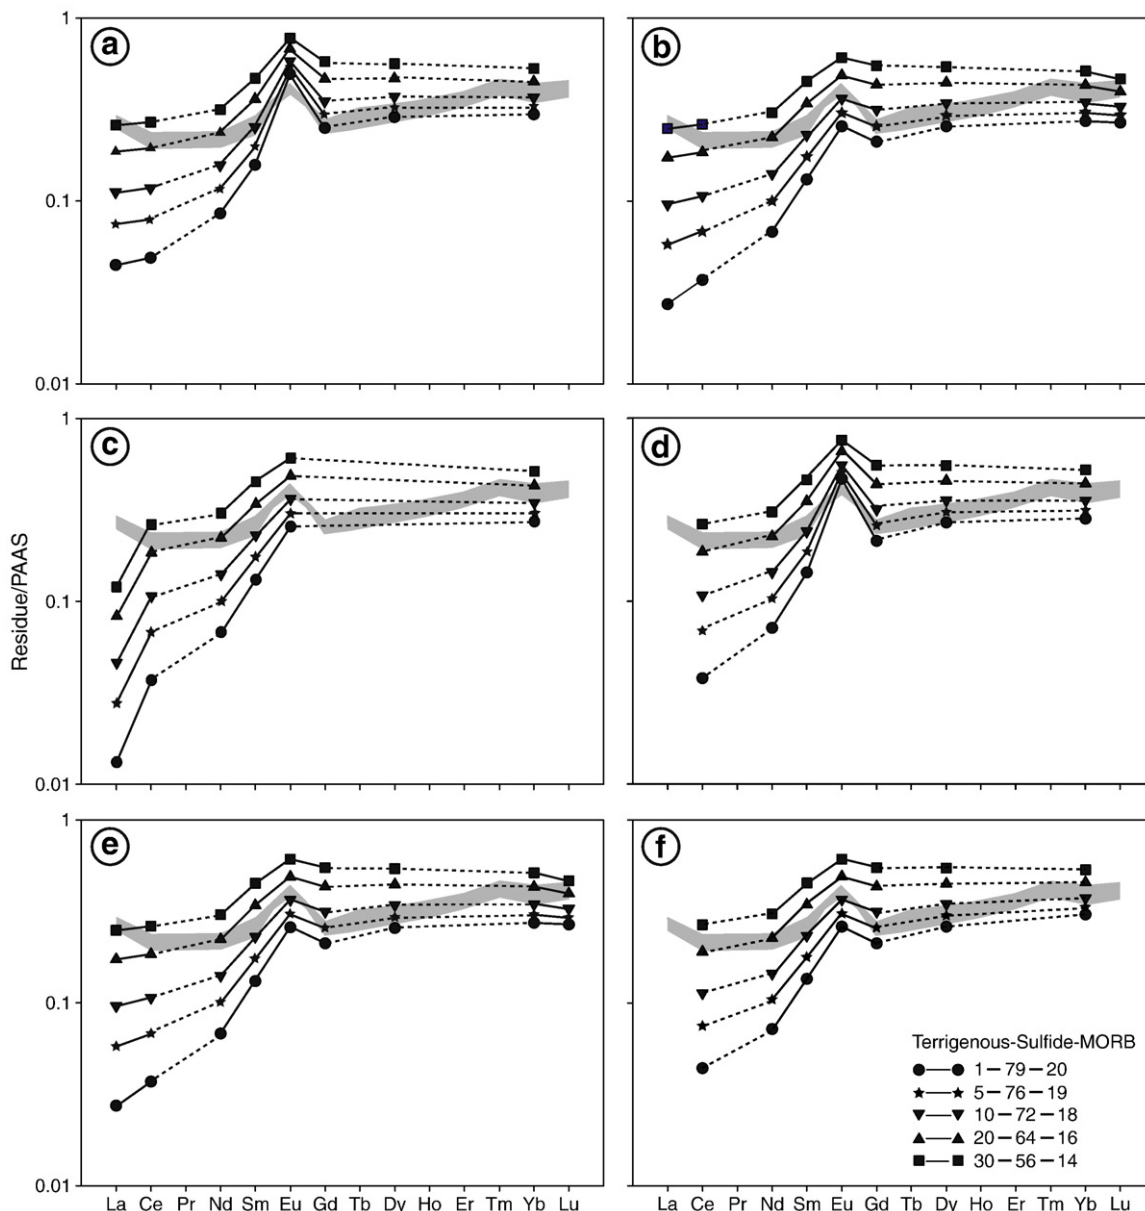 1
a
b
0.1
0.01
1
c
d
Residue/PAAS
0.1
0.01
1
e
f
0.1
Terrigenous-Sulfide-MORB
1 – 79 – 20
5 – 76 – 19
10 – 72 – 18
20 – 64 – 16
30 – 56 – 14
0.01
La Ce Pr Nd Sm Eu Gd Tb Dy Ho Er Tm Yb Lu La Ce Pr Nd Sm Eu Gd Tb Dy Ho Er Tm Yb Lu